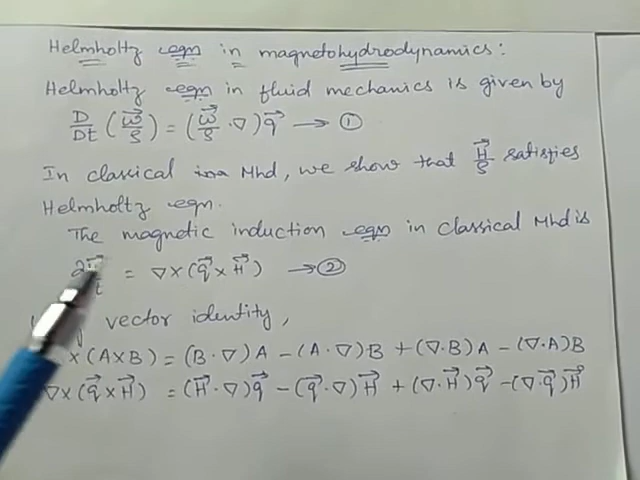 Helmholtz eqn in magnetohydrodynamics:
Helmholtz eqn in fluid mechanics is given by
D/Dt (ω⃗/ρ) = (ω⃗/ρ · ∇) q⃗ → ①
In classical Mhd, we show that H⃗/ρ satisfies
Helmholtz eqn.
The magnetic induction eqn in classical Mhd is
= ∇×(q⃗ × H⃗) → ②
vector identity,
×(A×B) = (B·∇)A − (A·∇)B + (∇·B)A − (∇·A)B
∇×(q⃗ × H⃗) = (H⃗·∇)q⃗ − (q⃗·∇)H⃗ + (∇·H⃗)q⃗ − (∇·q⃗)H⃗